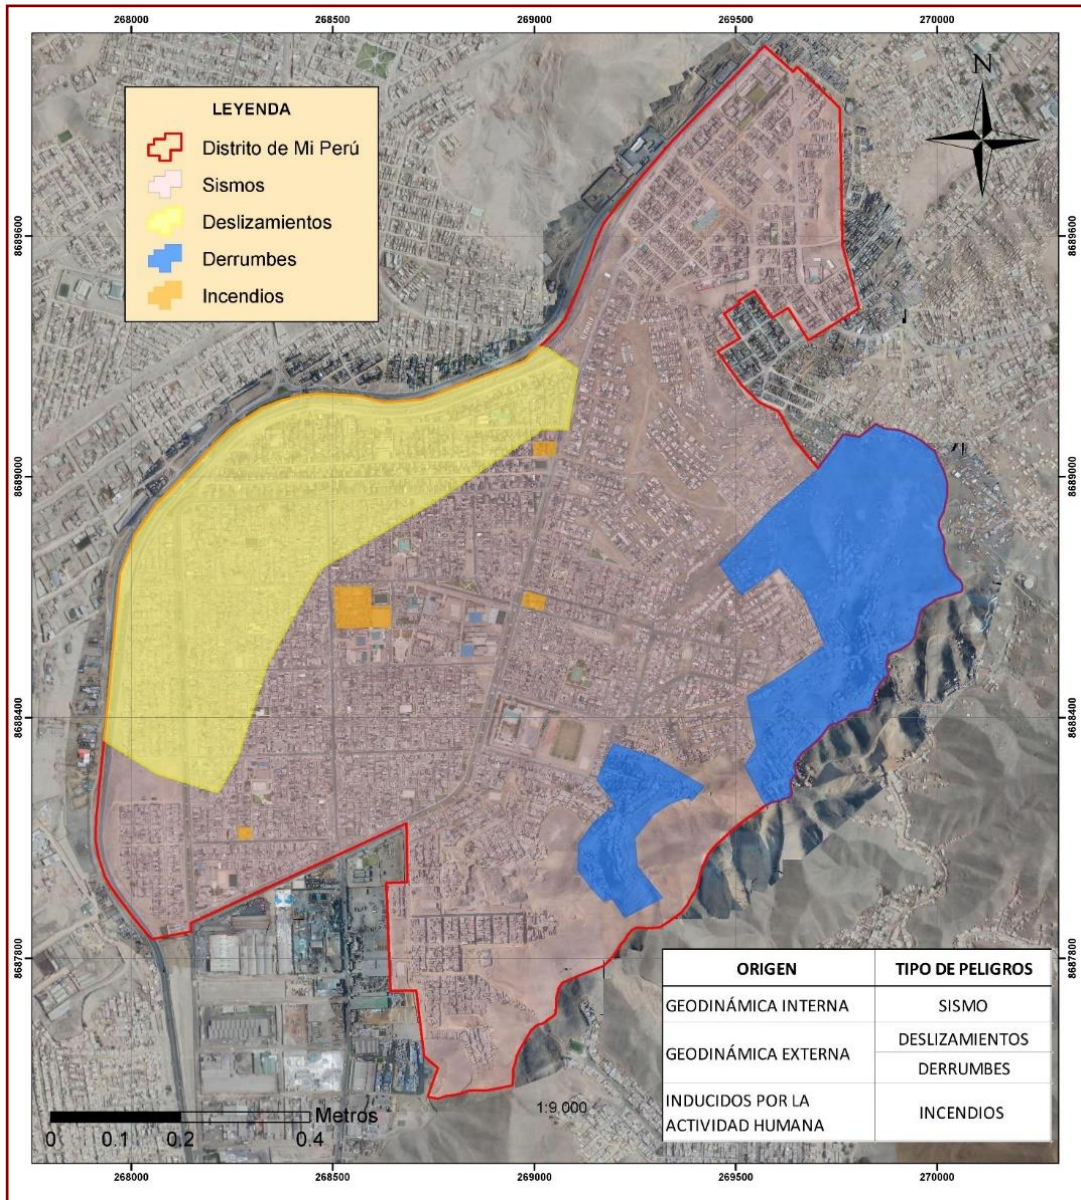 268000 268500 269000 269500 270000
N
LEYENDA
Distrito de Mi Perú
Sismos
Deslizamientos
Derrumbes
Incendios
8689600 8689600
8689000 8689000
8688400 8688400
8687800 8687800
ORIGEN TIPO DE PELIGROS
GEODINÁMICA INTERNA SISMO
GEODINÁMICA EXTERNA DESLIZAMIENTOS
DERRUMBES
INDUCIDOS POR LA
ACTIVIDAD HUMANA INCENDIOS
1:9,000
Metros
0 0.1 0.2 0.4
268000 268500 269000 269500 270000